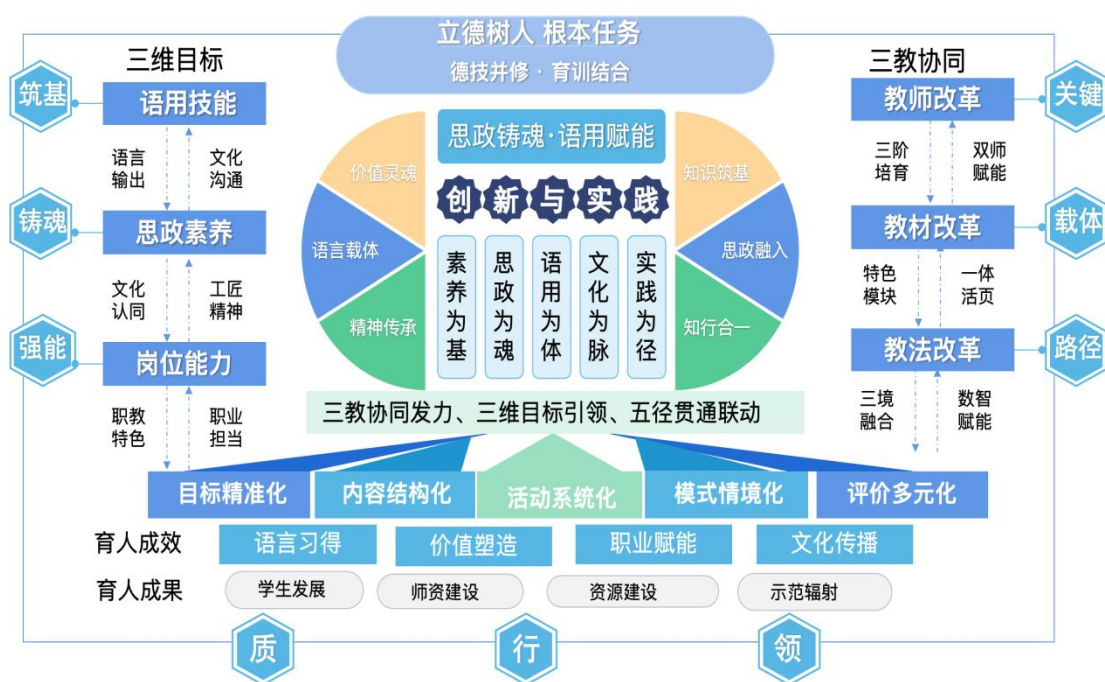 立德树人 根本任务
德技并修 · 育训结合
三维目标
筑基
语用技能
语言
输出
文化
沟通
铸魂
思政素养
文化
认同
工匠
精神
强能
岗位能力
职教
特色
职业
担当
价值灵魂
语言载体
精神传承
思政铸魂·语用赋能
创新与实践
素养为基
思政为魂
语用为体
文化为脉
实践为径
知识筑基
思政融入
知行合一
三教协同
教师改革
关键
三阶
培育
双师
赋能
教材改革
载体
特色
模块
一体
活页
教法改革
路径
三境
融合
数智
赋能
三教协同发力、三维目标引领、五径贯通联动
目标精准化
内容结构化
活动系统化
模式情境化
评价多元化
育人成效
语言习得
价值塑造
职业赋能
文化传播
育人成果
学生发展
师资建设
资源建设
示范辐射
质
行
领